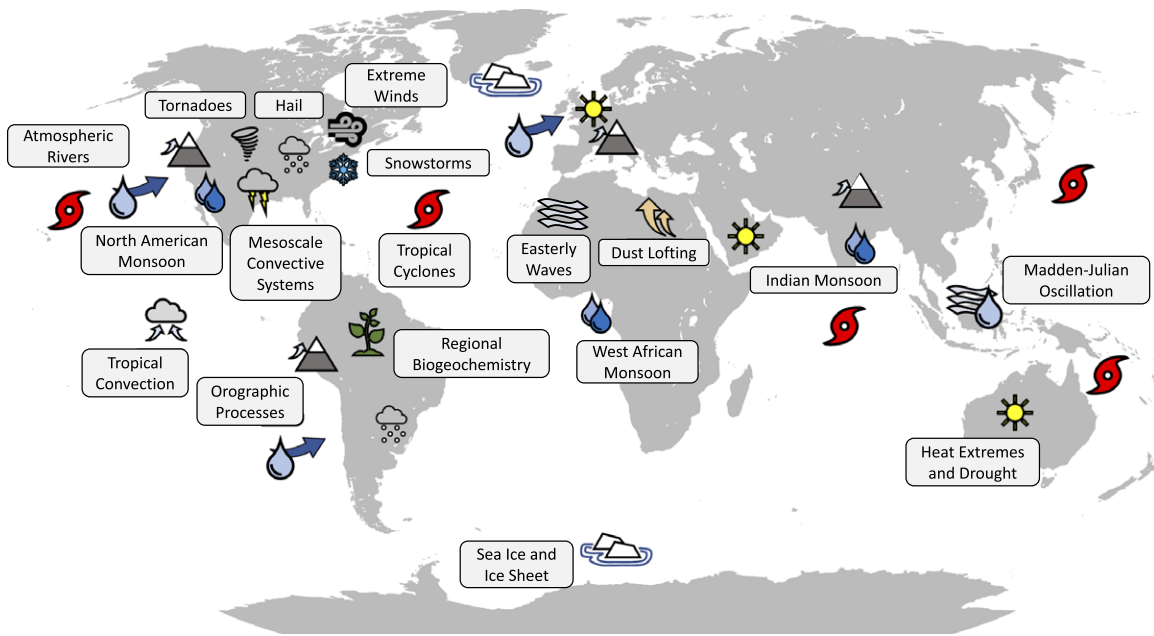 Extreme
Winds
Tornadoes
Hail
Atmospheric
Rivers
Snowstorms
North American
Monsoon
Mesoscale
Convective
Systems
Tropical
Cyclones
Easterly
Waves
Dust Lofting
Indian Monsoon
Madden-Julian
Oscillation
Tropical
Convection
Regional
Biogeochemistry
West African
Monsoon
Orographic
Processes
Heat Extremes
and Drought
Sea Ice and
Ice Sheet